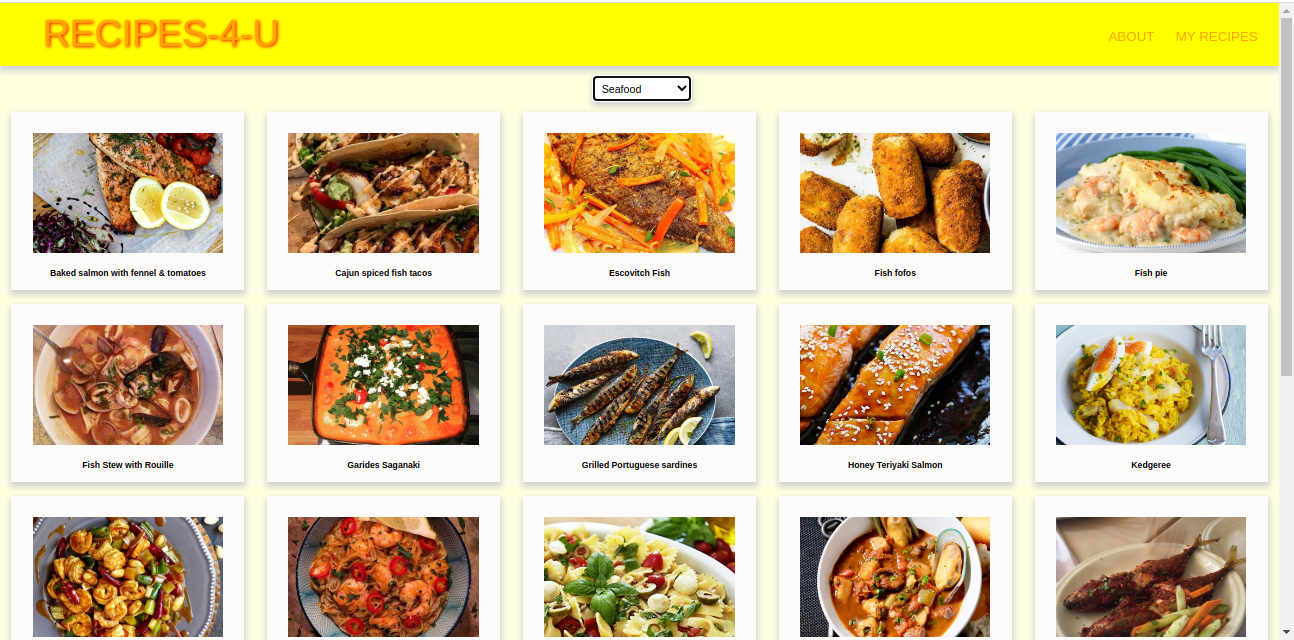 RECIPES-4-U
ABOUT MY RECIPES
Seafood
Baked salmon with fennel & tomatoes
Cajun spiced fish tacos
Escovitch Fish
Fish fofos
Fish pie
Fish Stew with Rouille
Garides Saganaki
Grilled Portuguese sardines
Honey Teriyaki Salmon
Kedgeree